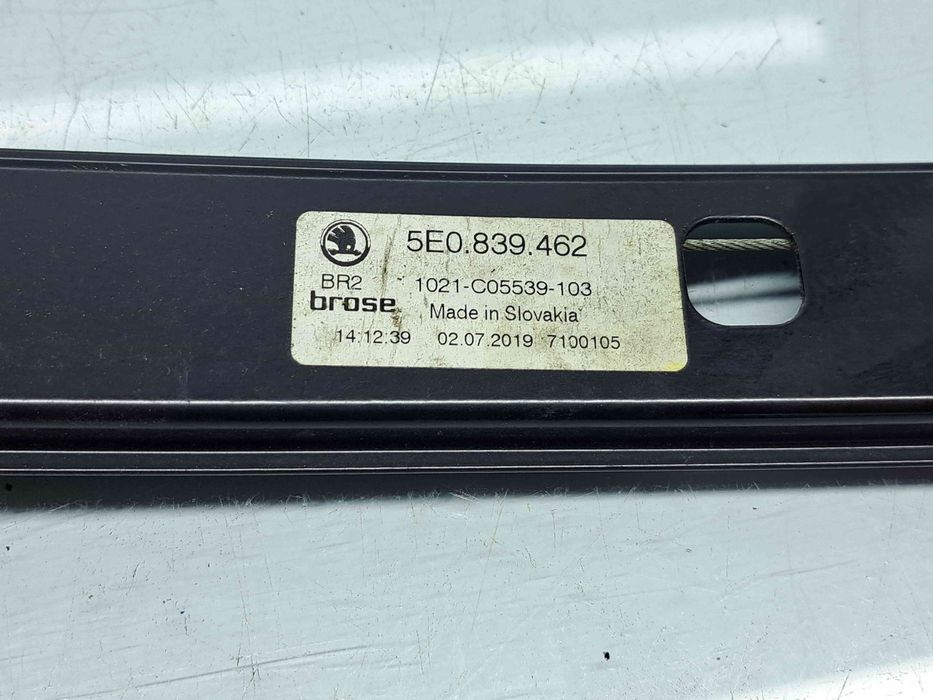 5E0.839.462
BR2 1021-C05539-103
brose Made in Slovakia
14:12:39 02.07.2019 7100105